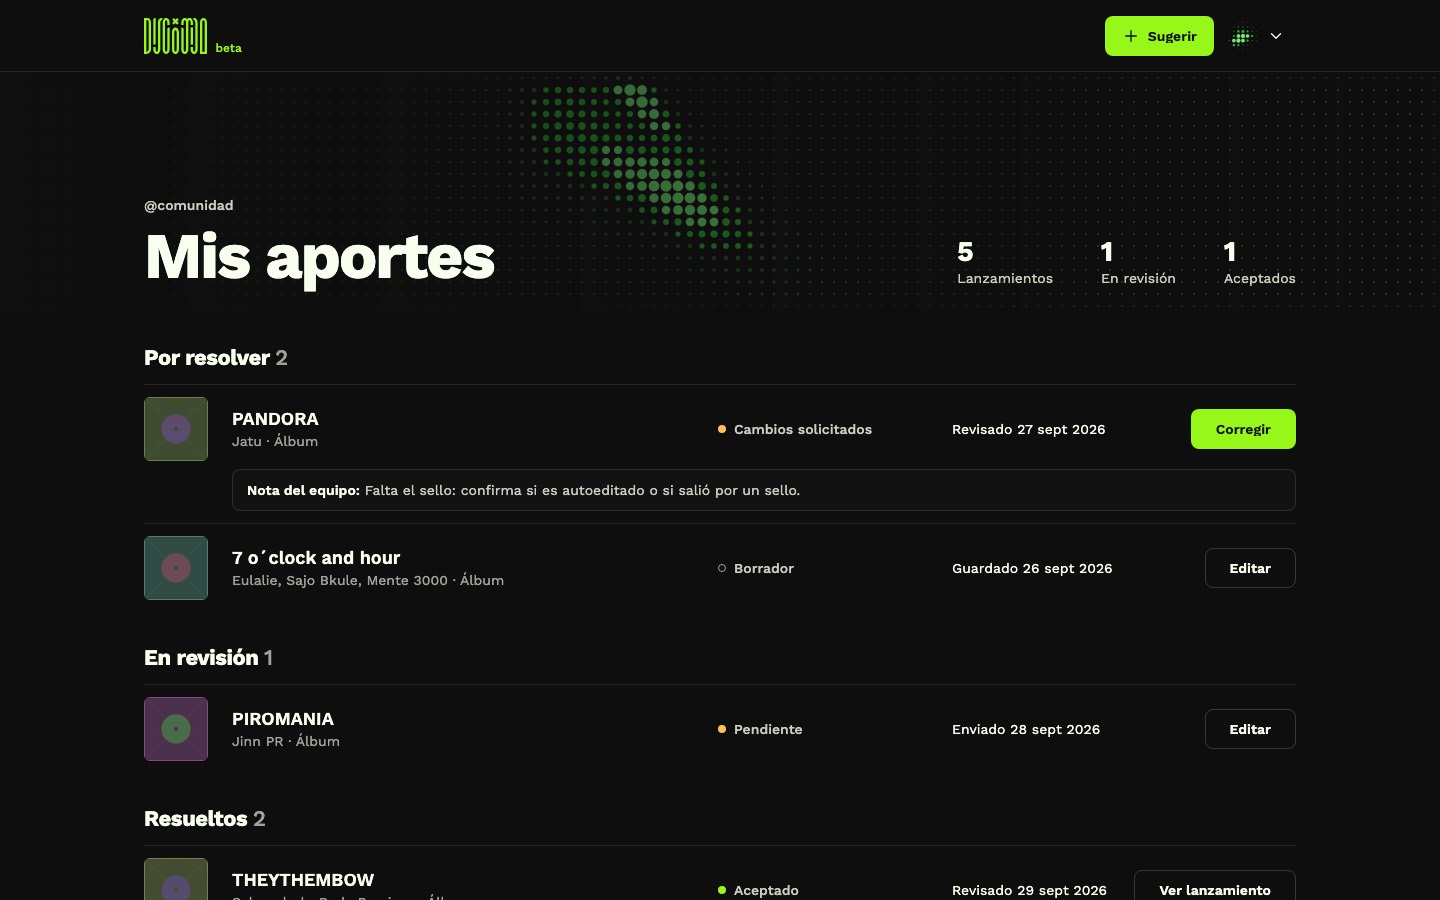 beta
+ Sugerir
@comunidad
Mis aportes
5
Lanzamientos
1
En revisión
1
Aceptados
Por resolver 2
PANDORA
Jatu · Álbum
Cambios solicitados
Revisado 27 sept 2026
Corregir
Nota del equipo: Falta el sello: confirma si es autoeditado o si salió por un sello.
7 o´clock and hour
Eulalie, Sajo Bkule, Mente 3000 · Álbum
Borrador
Guardado 26 sept 2026
Editar
En revisión 1
PIROMANIA
Jinn PR · Álbum
Pendiente
Enviado 28 sept 2026
Editar
Resueltos 2
THEYTHEMBOW
Aceptado
Revisado 29 sept 2026
Ver lanzamiento